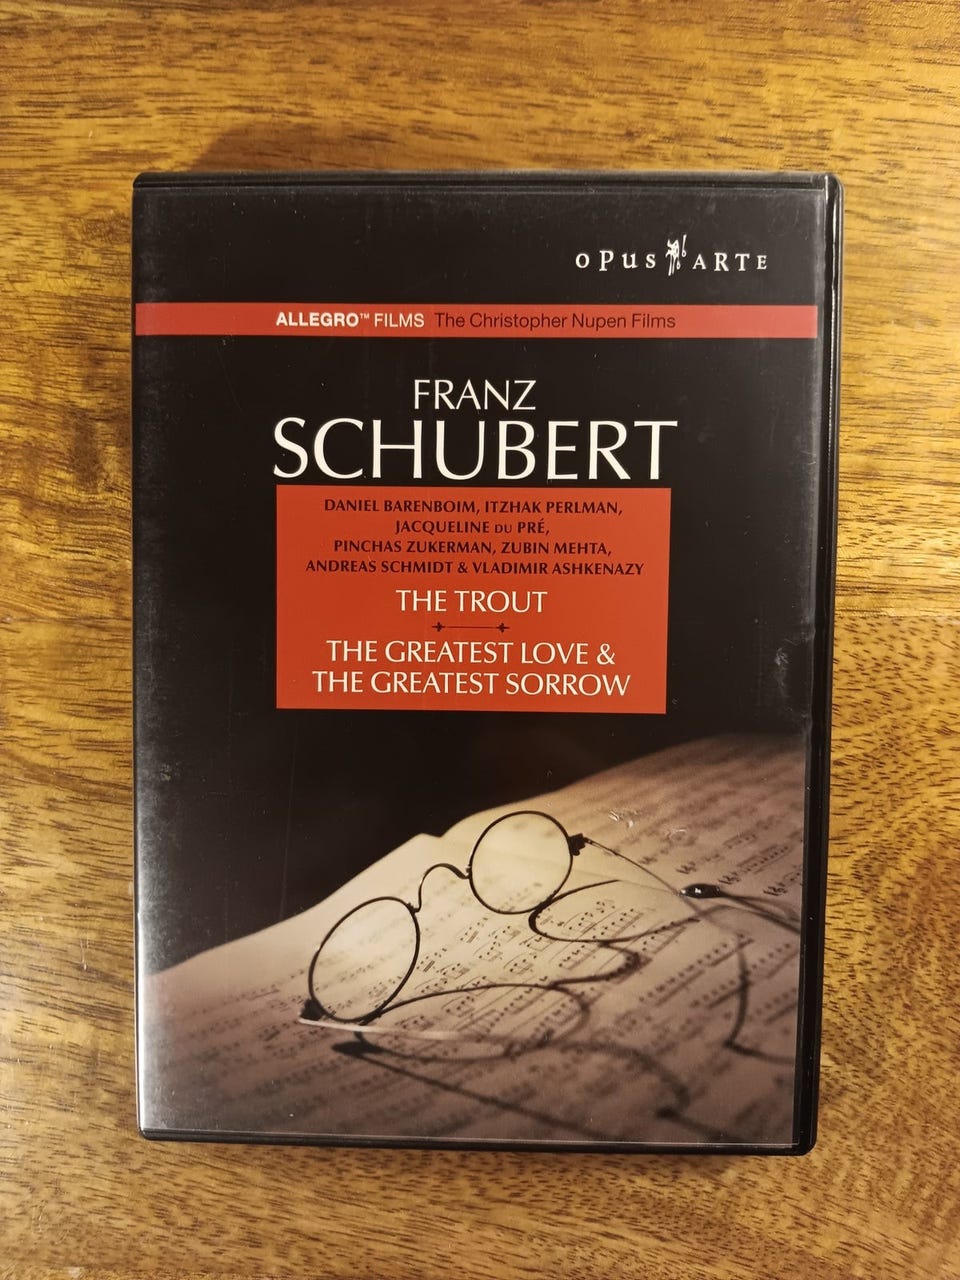 OPUS ARTE
ALLEGRO™ FILMS The Christopher Nupen Films
FRANZ
SCHUBERT
DANIEL BARENBOIM, ITZHAK PERLMAN,
JACQUELINE DU PRÉ,
PINCHAS ZUKERMAN, ZUBIN MEHTA,
ANDREAS SCHMIDT & VLADIMIR ASHKENAZY
THE TROUT
THE GREATEST LOVE &
THE GREATEST SORROW